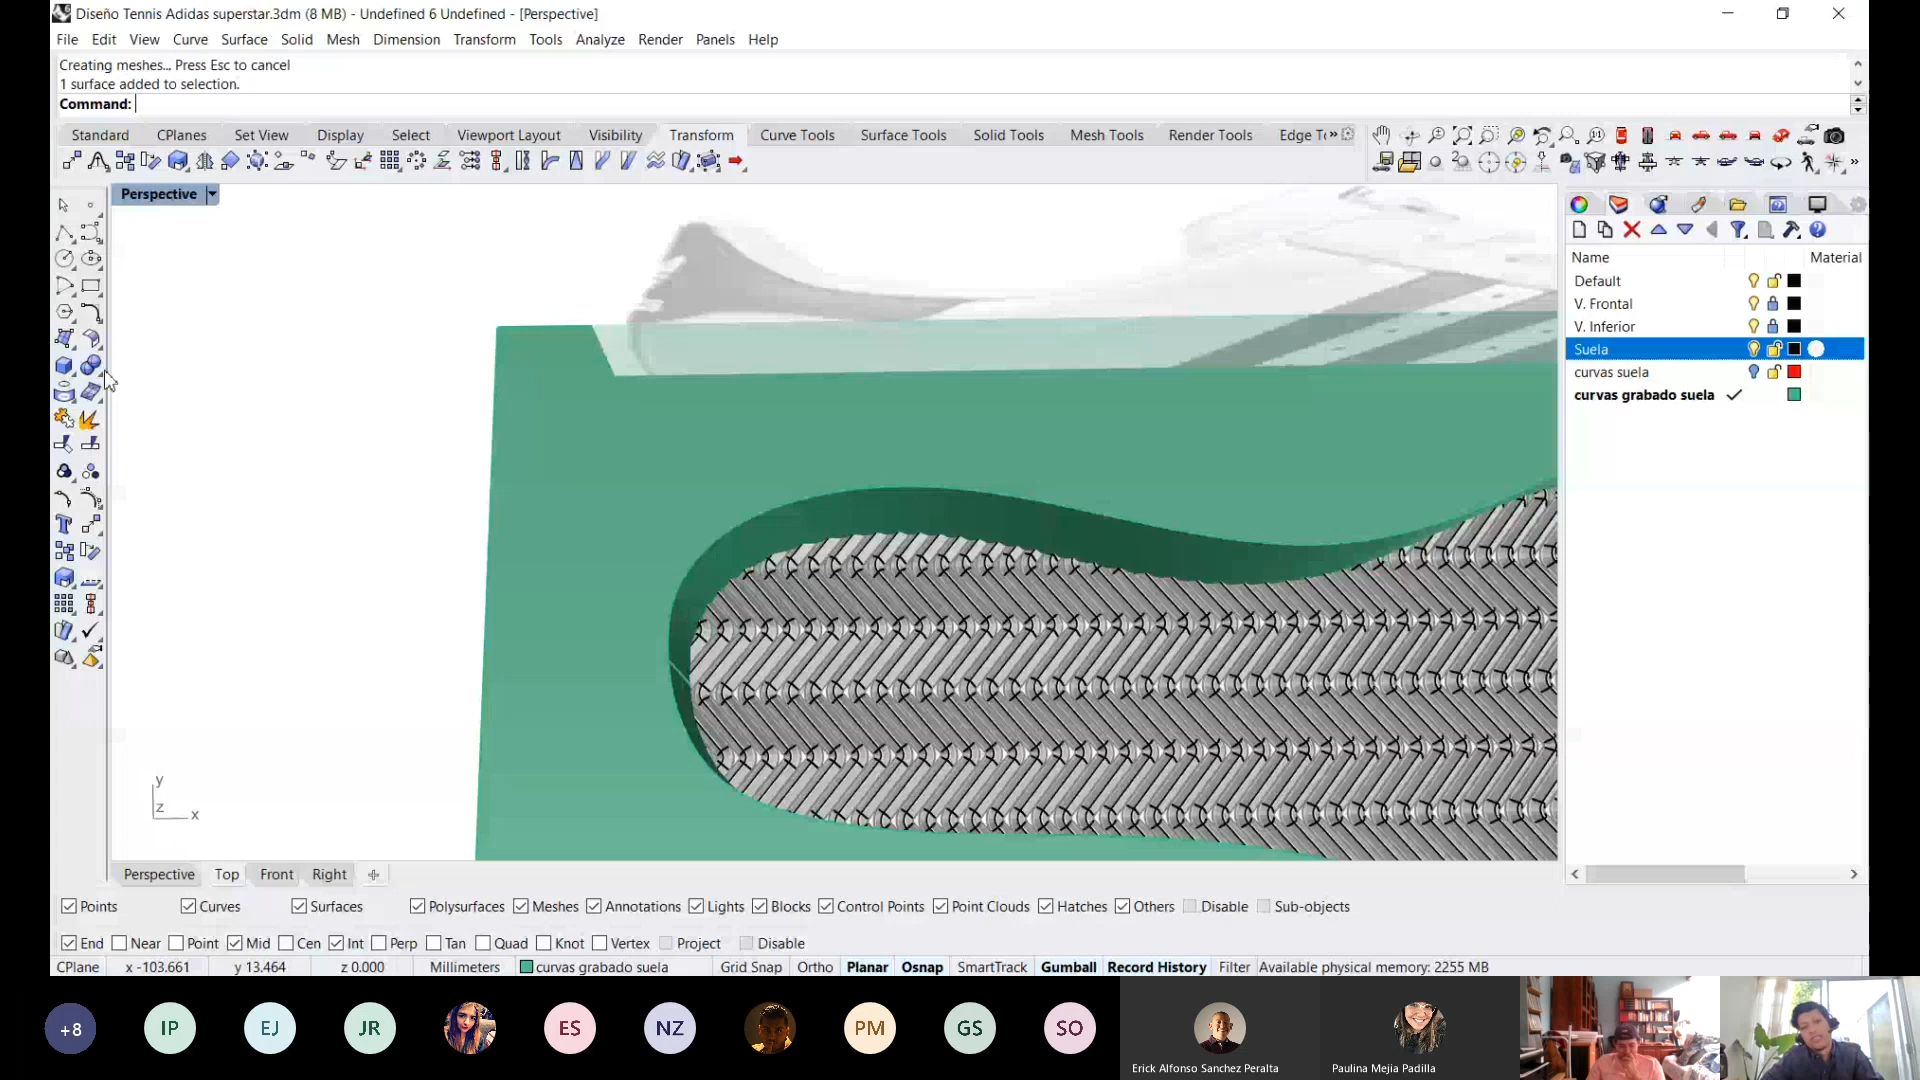 Diseño Tennis Adidas superstar.3dm (8 MB) - Undefined 6 Undefined - [Perspective]
File Edit View Curve Surface Solid Mesh Dimension Transform Tools Analyze Render Panels Help
Creating meshes... Press Esc to cancel
1 surface added to selection.
Command:
Standard CPlanes Set View Display Select Viewport Layout Visibility Transform Curve Tools Surface Tools Solid Tools Mesh Tools Render Tools Edge To »
Perspective
Name Material
Default
V. Frontal
V. Inferior
Suela
curvas suela
curvas grabado suela
y
z x
Perspective Top Front Right
Points Curves Surfaces Polysurfaces Meshes Annotations Lights Blocks Control Points Point Clouds Hatches Others Disable Sub-objects
End Near Point Mid Cen Int Perp Tan Quad Knot Vertex Project Disable
CPlane x -103.661 y 13.464 z 0.000 Millimeters curvas grabado suela Grid Snap Ortho Planar Osnap SmartTrack Gumball Record History Filter Available physical memory: 2255 MB
+8 IP EJ JR ES NZ PM GS SO
Erick Alfonso Sanchez Peralta Paulina Mejia Padilla